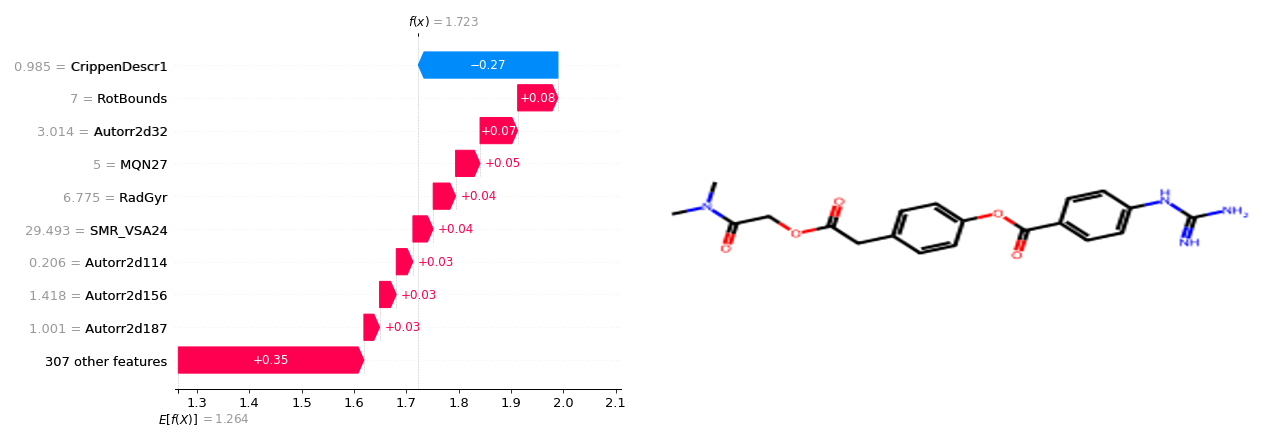 f(x) = 1.723
0.985 = CrippenDescr1
−0.27
7 = RotBounds
+0.08
3.014 = Autorr2d32
+0.07
5 = MQN27
+0.05
6.775 = RadGyr
+0.04
29.493 = SMR_VSA24
+0.04
0.206 = Autorr2d114
+0.03
1.418 = Autorr2d156
+0.03
1.001 = Autorr2d187
+0.03
307 other features
+0.35
1.3 1.4 1.5 1.6 1.7 1.8 1.9 2.0 2.1
E[f(X)] = 1.264
N
O
O
O
O
O
H
N
NH₂
NH